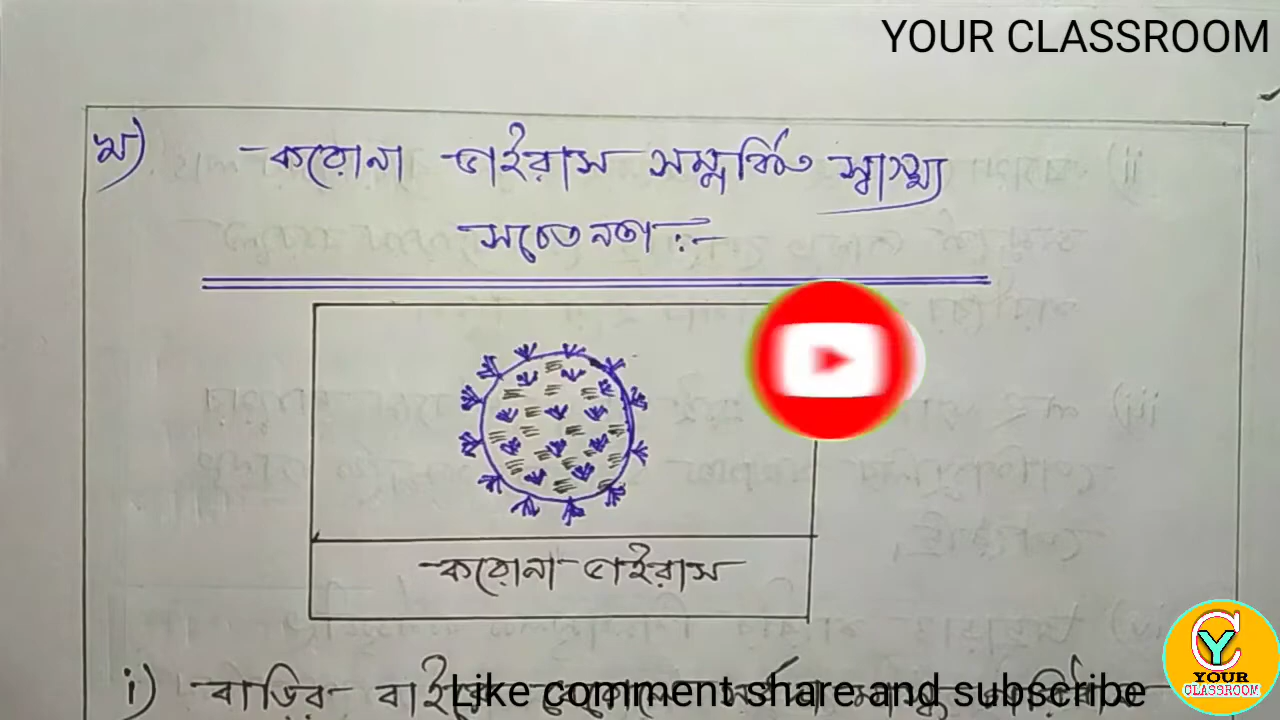 YOUR CLASSROOM
খ) করোনা ভাইরাস সম্পর্কিত স্বাস্থ্য
সচেতনতা :-
করোনা ভাইরাস
i) বাড়ির বাইরে
Like comment share and subscribe
YOUR
CLASSROOM